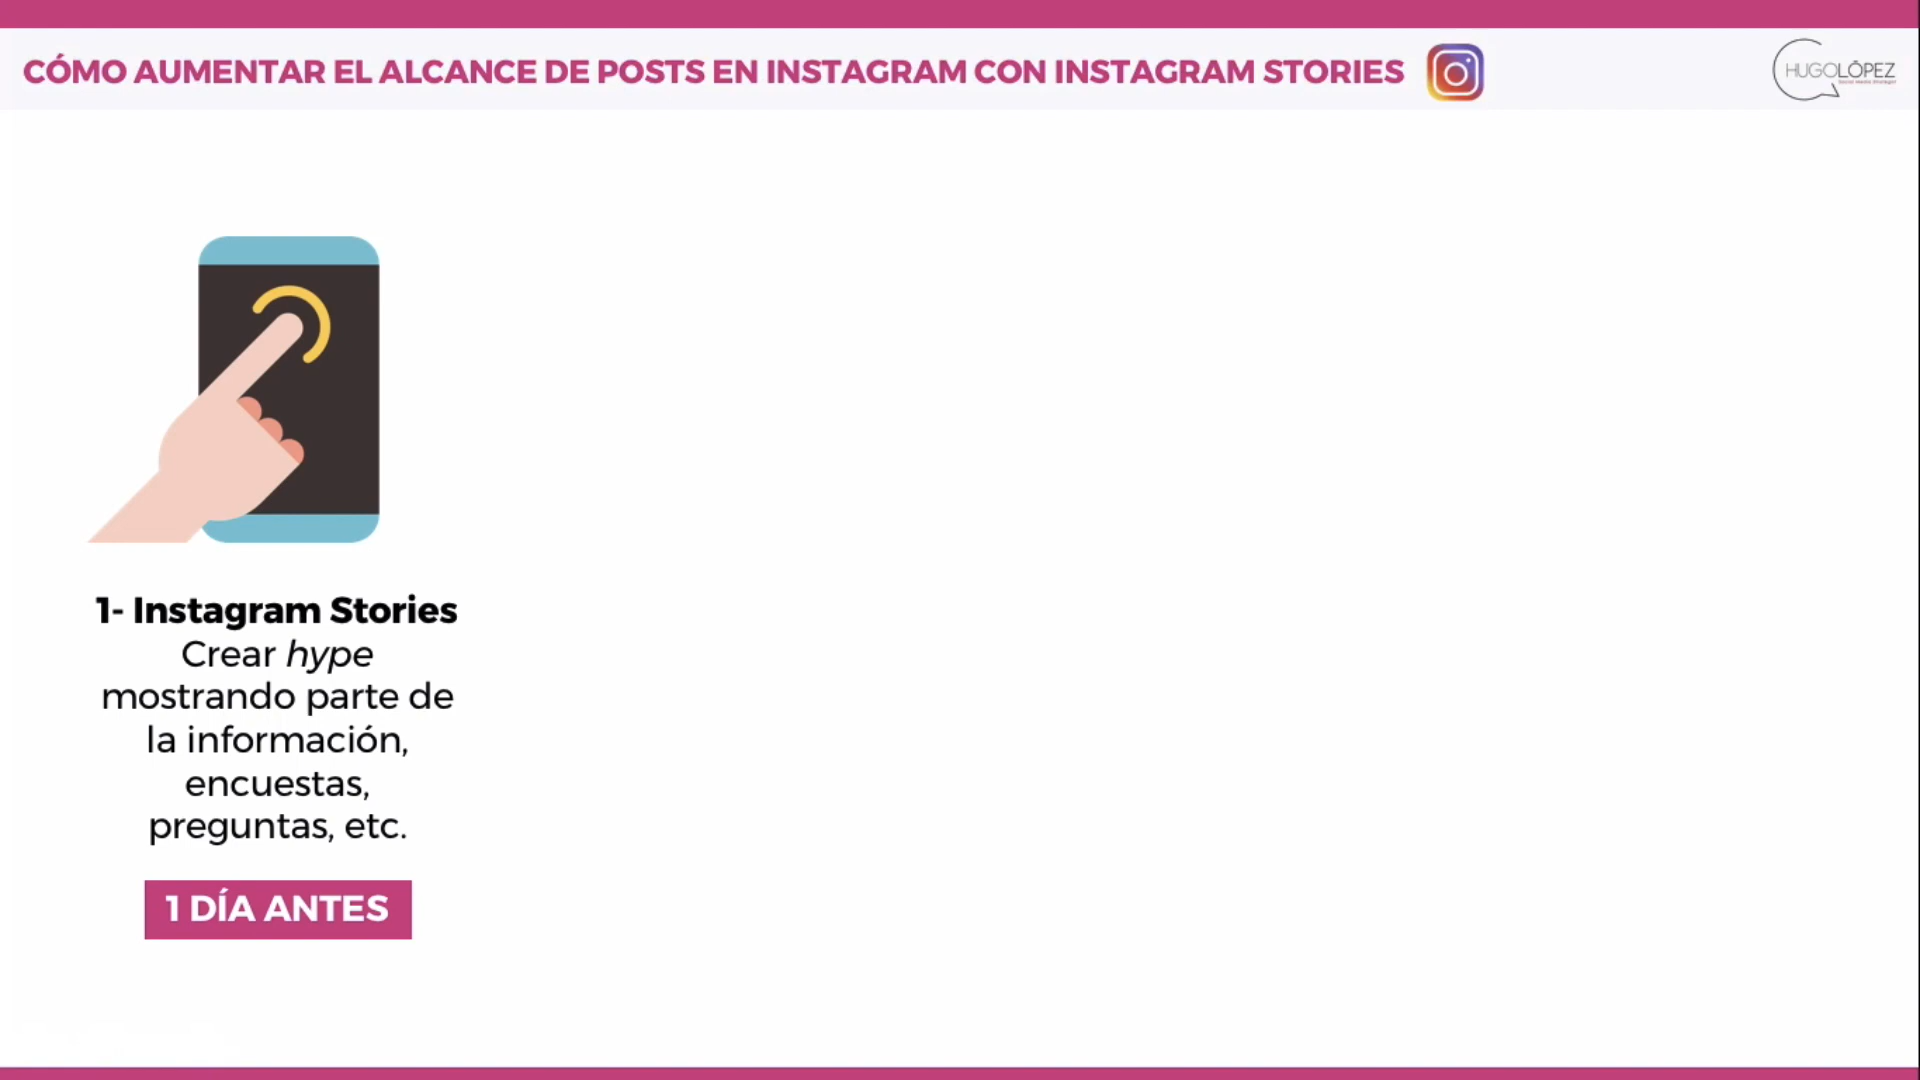 CÓMO AUMENTAR EL ALCANCE DE POSTS EN INSTAGRAM CON INSTAGRAM STORIES
HUGOLÓPEZ
1- Instagram Stories
Crear hype
mostrando parte de
la información,
encuestas,
preguntas, etc.
1 DÍA ANTES